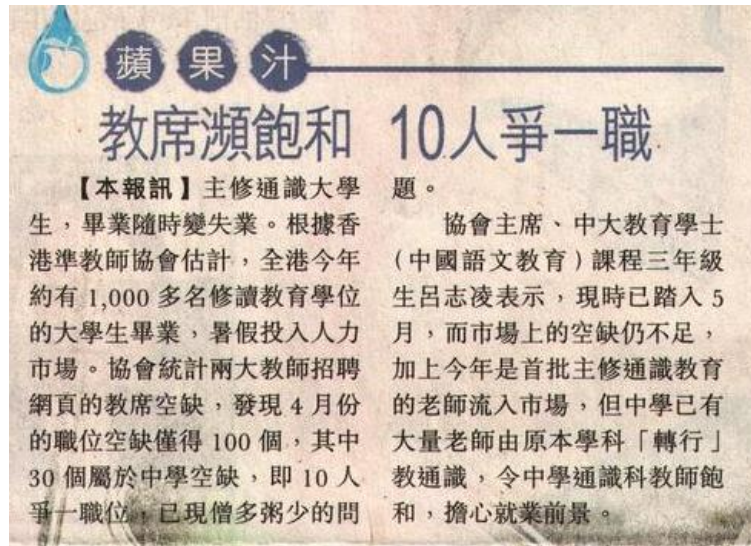 蘋果汁
教席瀕飽和 10人爭一職
【本報訊】主修通識大學
生，畢業隨時變失業。根據香
港準教師協會估計，全港今年
約有 1,000 多名修讀教育學位
的大學生畢業，暑假投入人力
市場。協會統計兩大教師招聘
網頁的教席空缺，發現 4 月份
的職位空缺僅得 100 個，其中
30 個屬於中學空缺，即 10 人
爭一職位，已現僧多粥少的問
題。
協會主席、中大教育學士
（中國語文教育）課程三年級
生呂志凌表示，現時已踏入 5
月，而市場上的空缺仍不足，
加上今年是首批主修通識教育
的老師流入市場，但中學已有
大量老師由原本學科「轉行」
教通識，令中學通識科教師飽
和，擔心就業前景。